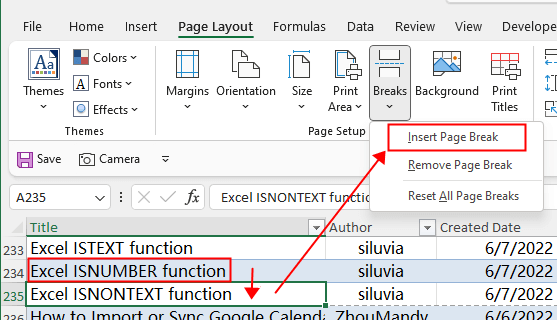 File Home Insert Page Layout Formulas Data Review View Develope
Aa Themes
Colors
Fonts
Effects
Margins Orientation Size Print Area Breaks Background Print Titles
Themes Page Setup
Insert Page Break
Remove Page Break
Reset All Page Breaks
Save Camera
A235 Excel ISNONTEXT functio
Title Author Created Date
233 Excel ISTEXT function siluvia 6/7/2022
234 Excel ISNUMBER function siluvia 6/7/2022
235 Excel ISNONTEXT function siluvia 6/7/2022
236 How to Import or Sync Google Calenda ZhouMandy 6/6/2022